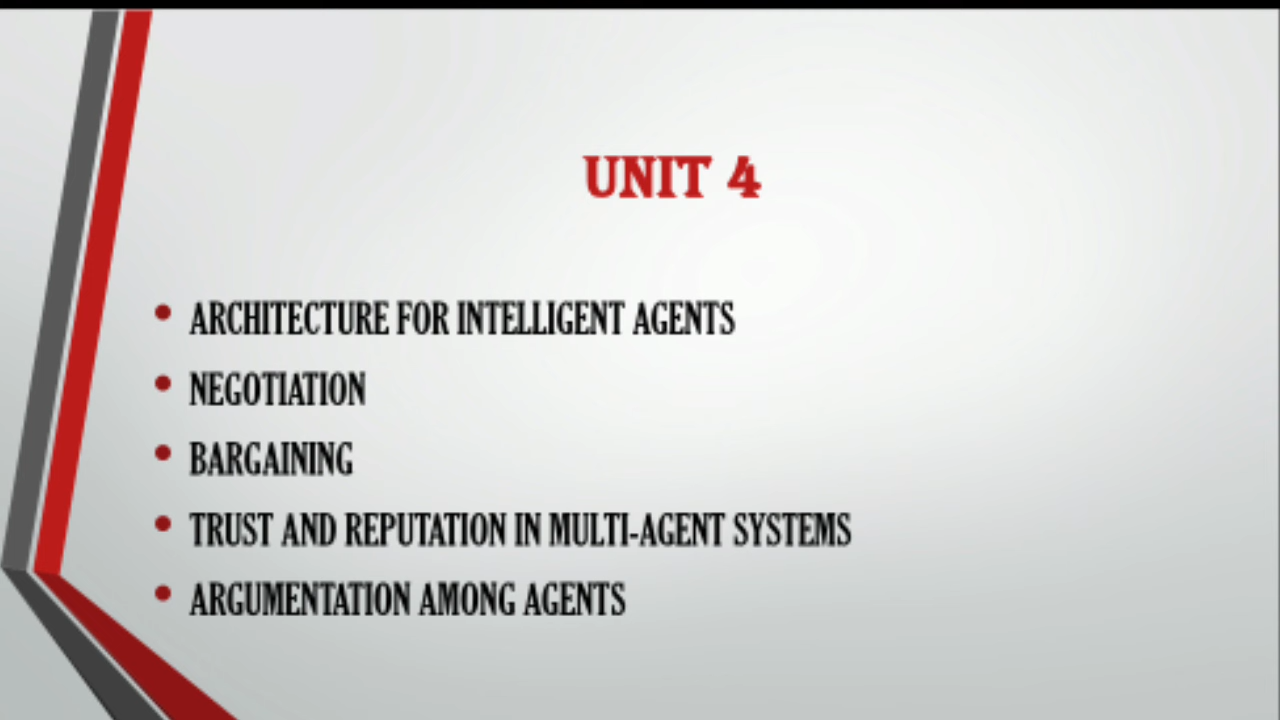 UNIT 4
• ARCHITECTURE FOR INTELLIGENT AGENTS
• NEGOTIATION
• BARGAINING
• TRUST AND REPUTATION IN MULTI-AGENT SYSTEMS
• ARGUMENTATION AMONG AGENTS